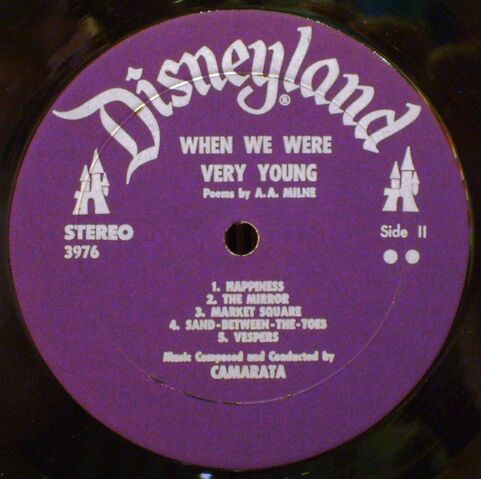 Disneyland®
WHEN WE WERE
VERY YOUNG
Poems by A.A. MILNE
STEREO
3976
Side II
1. HAPPINESS
2. THE MIRROR
3. MARKET SQUARE
4. SAND-BETWEEN-THE-TOES
5. VESPERS
Music Composed and Conducted by
CAMARATA